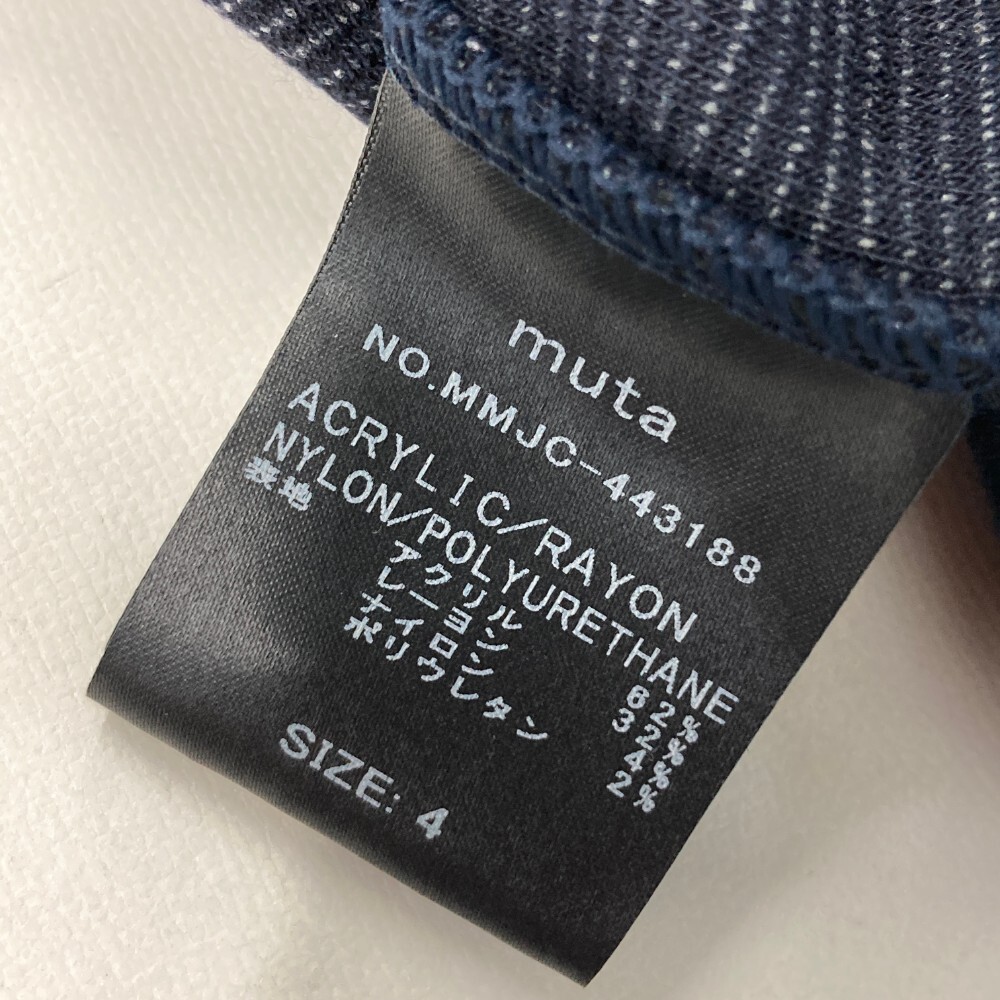 muta
NO.MMJC-443188
ACRYLIC/RAYON
NYLON/POLYURETHANE
表地
アクリル 62%
レーヨン 32%
ナイロン 4%
ポリウレタン 2%
SIZE: 4